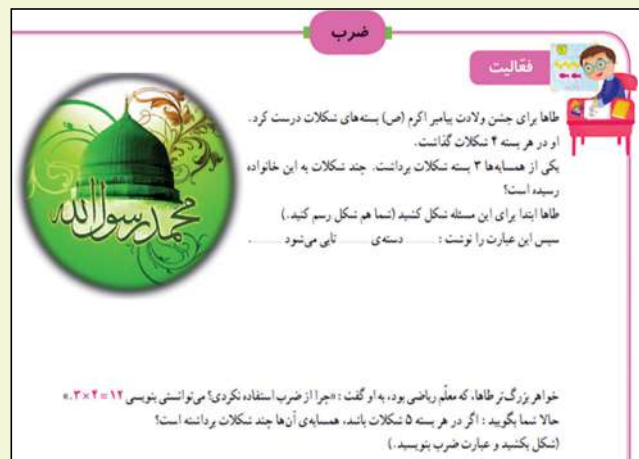 ضرب
فعّالیت
طاها برای جشن ولادت پیامبر اکرم (ص) بسته‌های شکلات درست کرد.
او در هر بسته ۴ شکلات گذاشت.
یکی از همسایه‌ها ۳ بسته شکلات برداشت. چند شکلات به این خانواده
رسیده است؟
طاها ابتدا برای این مسئله شکل کشید (شما هم شکل رسم کنید.)
سپس این عبارت را نوشت : ........ دسته‌ی ........ تایی می‌شود ........ .
محمد رسول الله
خواهر بزرگ‌تر طاها، که معلّم ریاضی بود، به او گفت : «چرا از ضرب استفاده نکردی؟ می‌توانستی بنویسی ۱۲ = ۴ × ۳.»
حالا شما بگویید : اگر در هر بسته ۵ شکلات باشد، همسایه‌ی آن‌ها چند شکلات برداشته است؟
(شکل بکشید و عبارت ضرب بنویسید.)